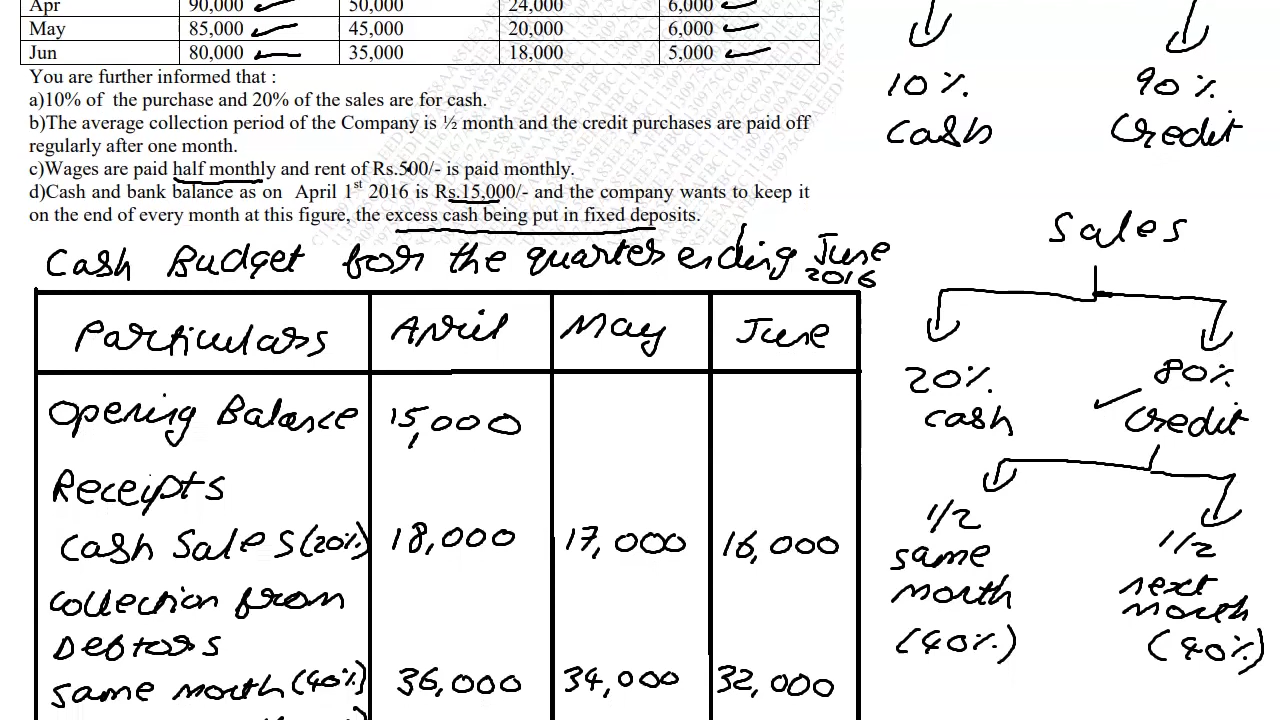 Apr 90,000 50,000 24,000 6,000
May 85,000 45,000 20,000 6,000
Jun 80,000 35,000 18,000 5,000
You are further informed that :
a)10% of the purchase and 20% of the sales are for cash.
b)The average collection period of the Company is ½ month and the credit purchases are paid off
regularly after one month.
c)Wages are paid half monthly and rent of Rs.500/- is paid monthly.
d)Cash and bank balance as on April 1st 2016 is Rs.15,000/- and the company wants to keep it
on the end of every month at this figure, the excess cash being put in fixed deposits.
Cash Budget for the quarter ending June
2016
Particulars April May June
Opening Balance 15,000
Receipts
Cash Sales (20%) 18,000 17,000 16,000
Collection from
Debtors
Same month (40%) 36,000 34,000 32,000
10% 90%
Cash Credit
Sales
20% 80%
Cash Credit
1/2 1/2
same next
month month
(40%) (40%)